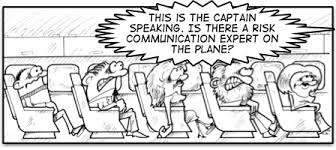 THIS IS THE CAPTAIN
SPEAKING. IS THERE A RISK
COMMUNICATION EXPERT ON
THE PLANE?